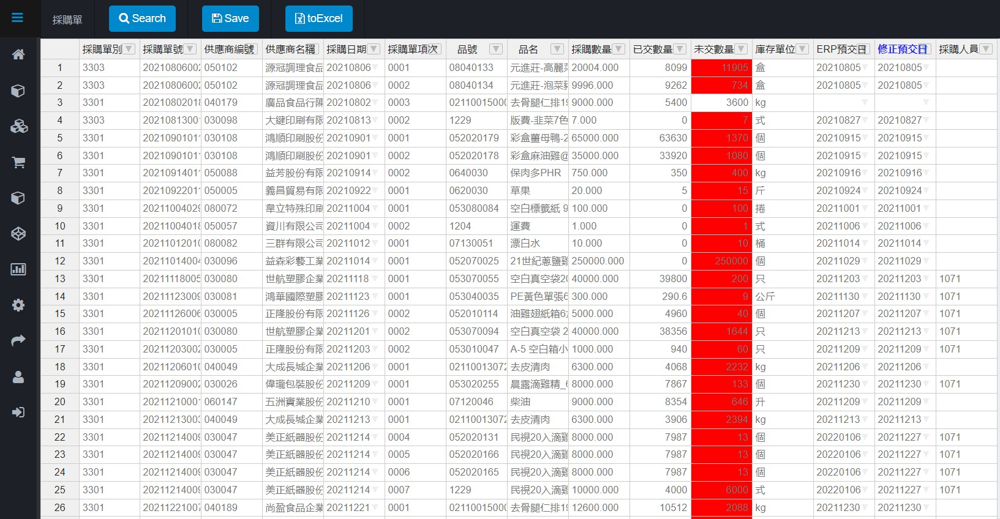 採購單 Search Save toExcel
採購單別 採購單號 供應商編號 供應商名稱 採購日期 採購單項次 品號 品名 採購數量 已交數量 未交數量 庫存單位 ERP預交日 修正預交日 採購人員
1 3303 20210806002 050102 源冠調理食品 20210806 0001 08040133 元進莊-高麗菜 20004.000 8099 11905 盒 20210805 20210805
2 3303 20210806002 050102 源冠調理食品 20210806 0002 08040134 元進莊-泡菜豬 9996.000 9262 734 盒 20210805 20210805
3 3301 20210802018 040179 廣品食品行陳 20210802 0003 02110015000 去骨腿仁排19 9000.000 5400 3600 kg
4 3303 20210813001 030098 大鍵印刷有限 20210813 0002 1229 版費-韭菜7色 7.000 0 7 式 20210827 20210827
5 3301 20210901011 030108 鴻順印刷股份 20210901 0001 052020179 彩盒薑母鴨-2 65000.000 63630 1370 個 20210915 20210915
6 3301 20210901011 030108 鴻順印刷股份 20210901 0002 052020178 彩盒麻油雞@ 35000.000 33920 1080 個 20210915 20210915
7 3301 20210914011 050088 益芳股份有限 20210914 0002 0640030 保肉多PHR 750.000 350 400 kg 20210916 20210916
8 3301 20210922011 050005 義昌貿易有限 20210922 0001 0620030 草果 20.000 5 15 斤 20210924 20210924
9 3301 20211004029 080072 韋立特殊印刷 20211004 0001 053080084 空白標籤紙 9 100.000 0 100 捲 20211001 20211001
10 3301 20211004018 050057 資川有限公司 20211004 0002 1204 運費 1.000 0 1 式 20211006 20211006
11 3301 20211012010 080082 三群有限公司 20211012 0001 07130051 漂白水 10.000 0 10 桶 20211014 20211014
12 3301 20211014004 030096 益森彩藝工業 20211014 0001 052070025 21世紀蔥鹽雞 250000.000 0 250000 個 20211029 20211029
13 3301 20211118005 030080 世航塑膠企業 20211118 0001 053070055 空白真空袋20 40000.000 39800 200 只 20211203 20211203 1071
14 3301 20211123009 030081 鴻華國際塑膠 20211123 0001 053040035 PE黃色單張6 300.000 290.6 9 公斤 20211130 20211130 1071
15 3301 20211126006 030005 正隆股份有限 20211126 0002 052010114 油雞翅紙箱6 5000.000 4960 40 個 20211207 20211207 1071
16 3301 20211201010 030080 世航塑膠企業 20211201 0002 053070094 空白真空袋 2 40000.000 38356 1644 只 20211213 20211213 1071
17 3301 20211203002 030005 正隆股份有限 20211203 0002 053010047 A-5 空白箱小 1000.000 940 60 只 20211209 20211209 1071
18 3301 20211206010 040049 大成長城企業 20211206 0001 02110013072 去皮清肉 6300.000 4068 2232 kg 20211206 20211206
19 3301 20211209002 030026 偉瓏包裝股份 20211209 0001 053020255 晨露滴雞精_6 8000.000 7867 133 個 20211230 20211230 1071
20 3301 20211210001 060147 五洲實業股份 20211210 0001 07120046 柴油 9000.000 8354 646 升 20211209 20211209
21 3301 20211213003 040049 大成長城企業 20211213 0001 02110013072 去皮清肉 6300.000 3906 2394 kg 20211213 20211213
22 3301 20211214009 030047 美正紙器股份 20211214 0004 052020131 民視20入滴雞 8000.000 7987 13 個 20220106 20211227 1071
23 3301 20211214009 030047 美正紙器股份 20211214 0005 052020166 民視20入滴雞 8000.000 7987 13 個 20220106 20211227 1071
24 3301 20211214009 030047 美正紙器股份 20211214 0006 052020165 民視20入滴雞 8000.000 7987 13 個 20220106 20211227 1071
25 3301 20211214009 030047 美正紙器股份 20211214 0007 1229 民視20入滴雞 10000.000 4000 6000 式 20220106 20211227 1071
26 3301 20211221007 040189 尚盈食品企業 20211221 0001 02110015000 去骨腿仁排19 12600.000 10512 2088 kg 20211230 20211230